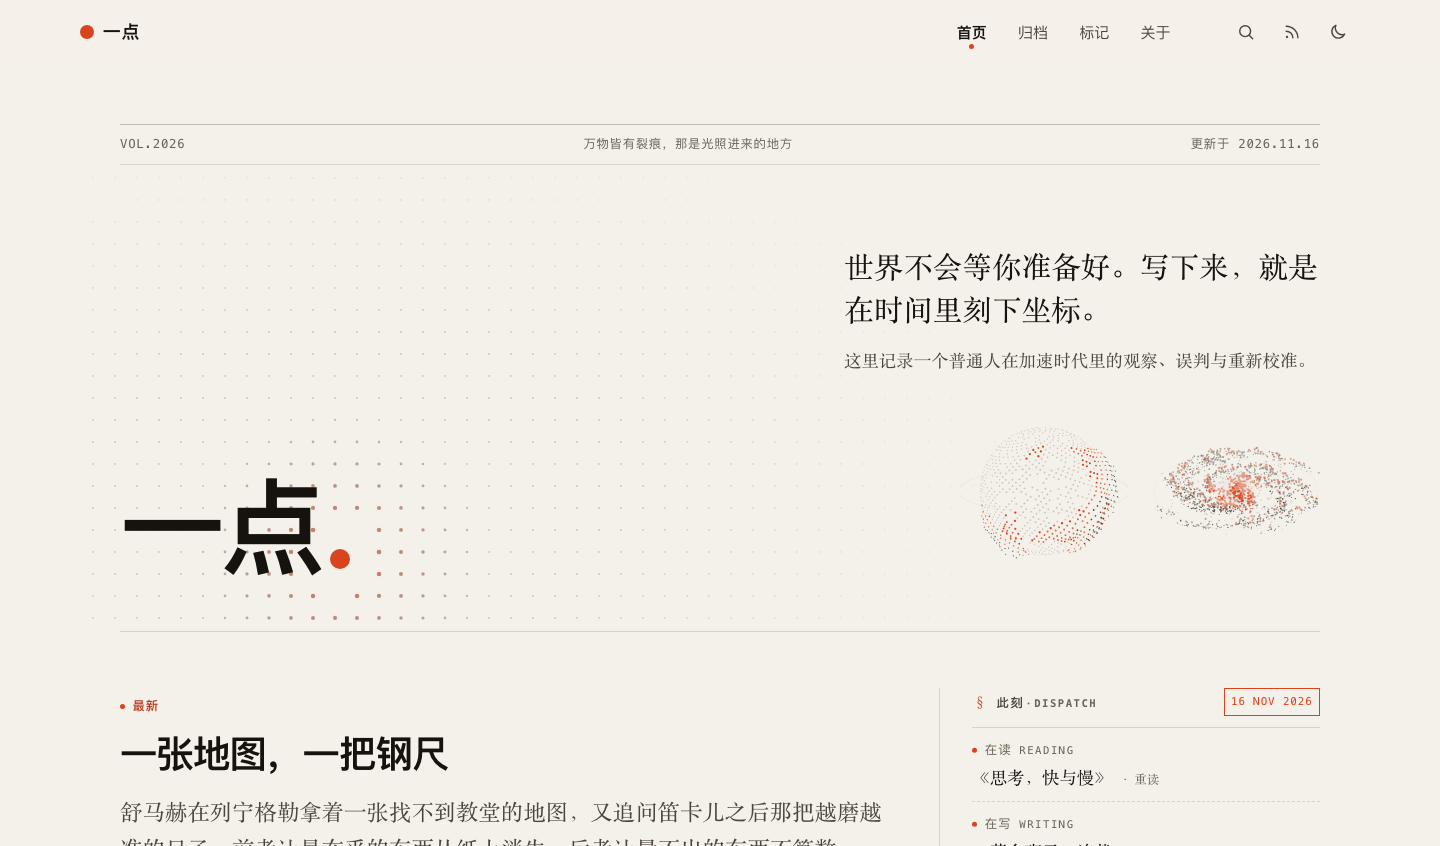 一点
首页 归档 标记 关于
VOL.2026 万物皆有裂痕，那是光照进来的地方 更新于 2026.11.16
世界不会等你准备好。写下来，就是
在时间里刻下坐标。
这里记录一个普通人在加速时代里的观察、误判与重新校准。
一点.
最新
一张地图，一把钢尺
舒马赫在列宁格勒拿着一张找不到教堂的地图，又追问笛卡儿之后那把越磨越
§ 此刻·DISPATCH 16 NOV 2026
在读 READING
《思考，快与慢》 · 重读
在写 WRITING